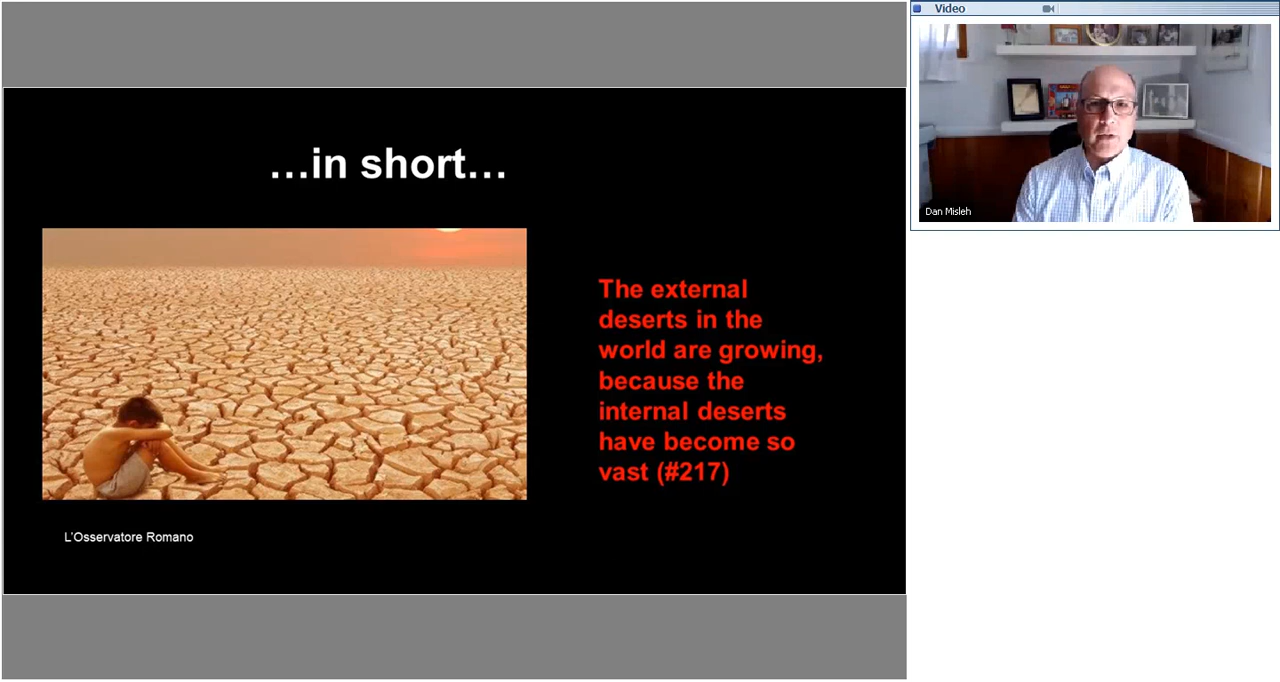 …in short…
The external
deserts in the
world are growing,
because the
internal deserts
have become so
vast (#217)
L'Osservatore Romano
Video
Dan Misleh